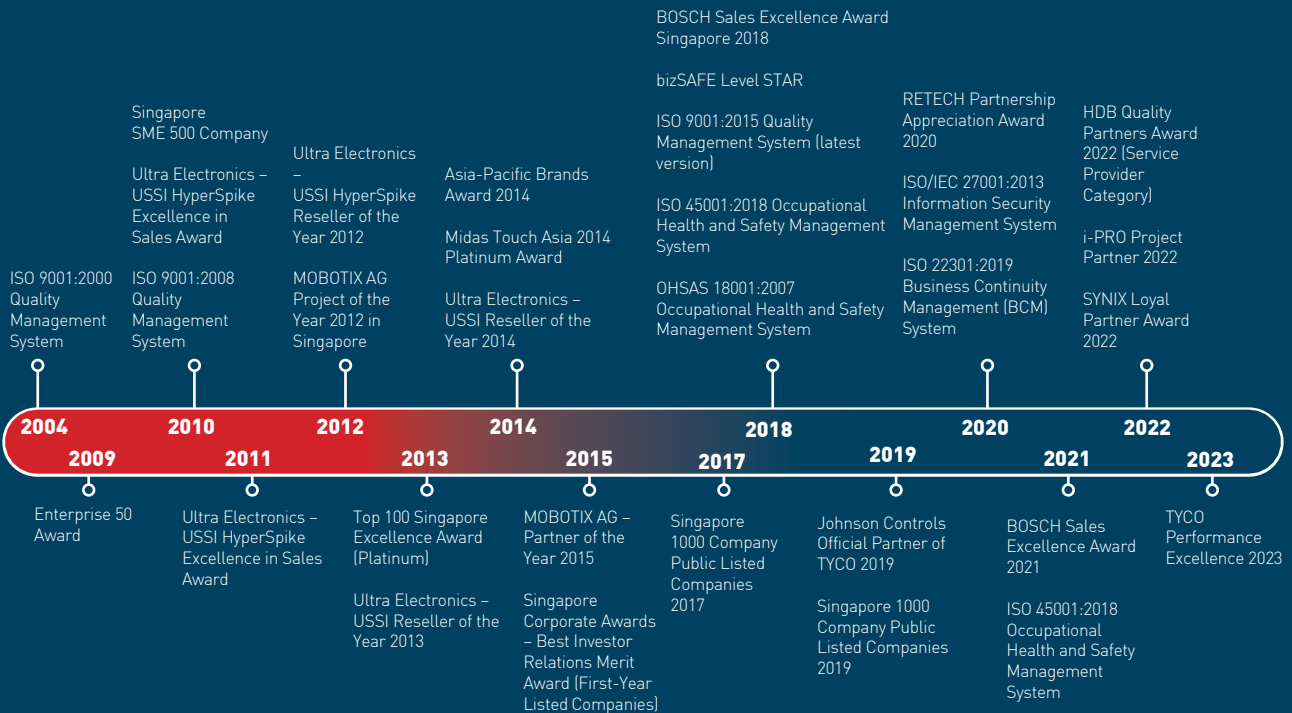 ISO 9001:2000
Quality
Management
System
Singapore
SME 500 Company
Ultra Electronics –
USSI HyperSpike
Excellence in
Sales Award
ISO 9001:2008
Quality
Management
System
Ultra Electronics
–
USSI HyperSpike
Reseller of the
Year 2012
MOBOTIX AG
Project of the
Year 2012 in
Singapore
Asia-Pacific Brands
Award 2014
Midas Touch Asia 2014
Platinum Award
Ultra Electronics –
USSI Reseller of the
Year 2014
BOSCH Sales Excellence Award
Singapore 2018
bizSAFE Level STAR
ISO 9001:2015 Quality
Management System (latest
version)
ISO 45001:2018 Occupational
Health and Safety Management
System
OHSAS 18001:2007
Occupational Health and Safety
Management System
RETECH Partnership
Appreciation Award
2020
ISO/IEC 27001:2013
Information Security
Management System
ISO 22301:2019
Business Continuity
Management (BCM)
System
HDB Quality
Partners Award
2022 (Service
Provider
Category)
i-PRO Project
Partner 2022
SYNIX Loyal
Partner Award
2022
2004
2010
2012
2014
2018
2020
2022
2009
2011
2013
2015
2017
2019
2021
2023
Enterprise 50
Award
Ultra Electronics –
USSI HyperSpike
Excellence in Sales
Award
Top 100 Singapore
Excellence Award
(Platinum)
Ultra Electronics –
USSI Reseller of the
Year 2013
MOBOTIX AG –
Partner of the
Year 2015
Singapore
Corporate Awards
– Best Investor
Relations Merit
Award (First-Year
Listed Companies)
Singapore
1000 Company
Public Listed
Companies
2017
Johnson Controls
Official Partner of
TYCO 2019
Singapore 1000
Company Public
Listed Companies
2019
BOSCH Sales
Excellence Award
2021
ISO 45001:2018
Occupational
Health and Safety
Management
System
TYCO
Performance
Excellence 2023